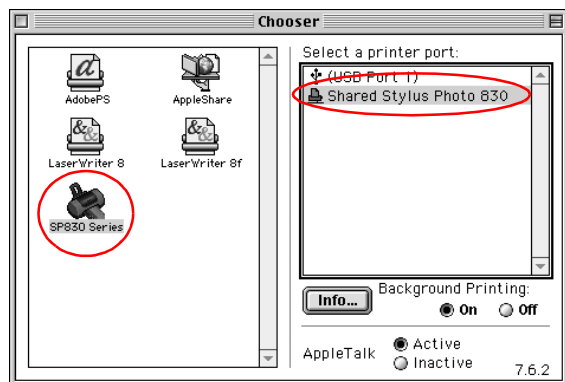 Chooser
AdobePS
AppleShare
LaserWriter 8
LaserWriter 8f
SP830 Series
Select a printer port:
(USB Port 1)
Shared Stylus Photo 830
Info...
Background Printing:
On
Off
AppleTalk
Active
Inactive
7.6.2